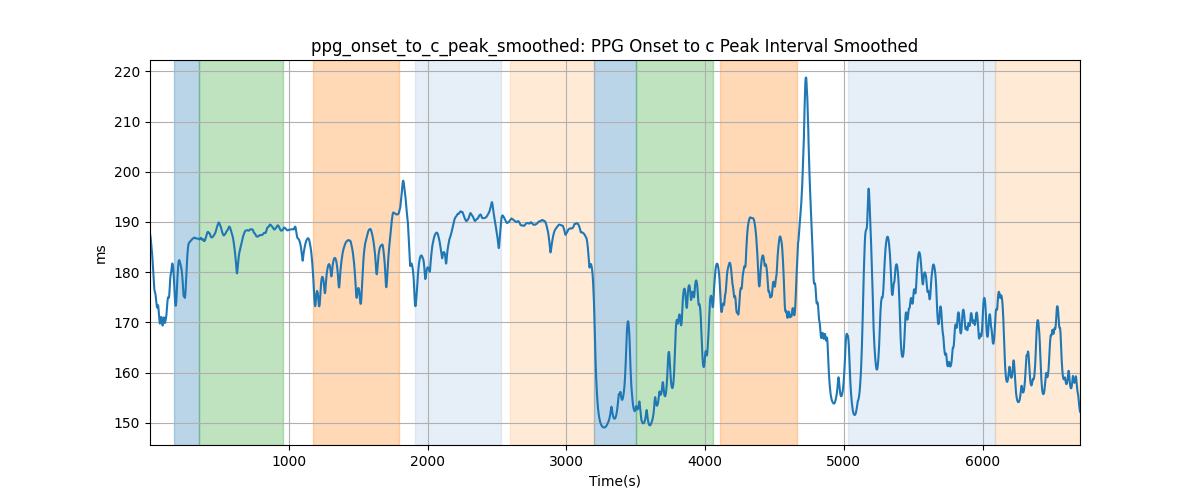 ppg_onset_to_c_peak_smoothed: PPG Onset to c Peak Interval Smoothed
220
210
200
190
180
170
160
150
ms
1000 2000 3000 4000 5000 6000
Time(s)